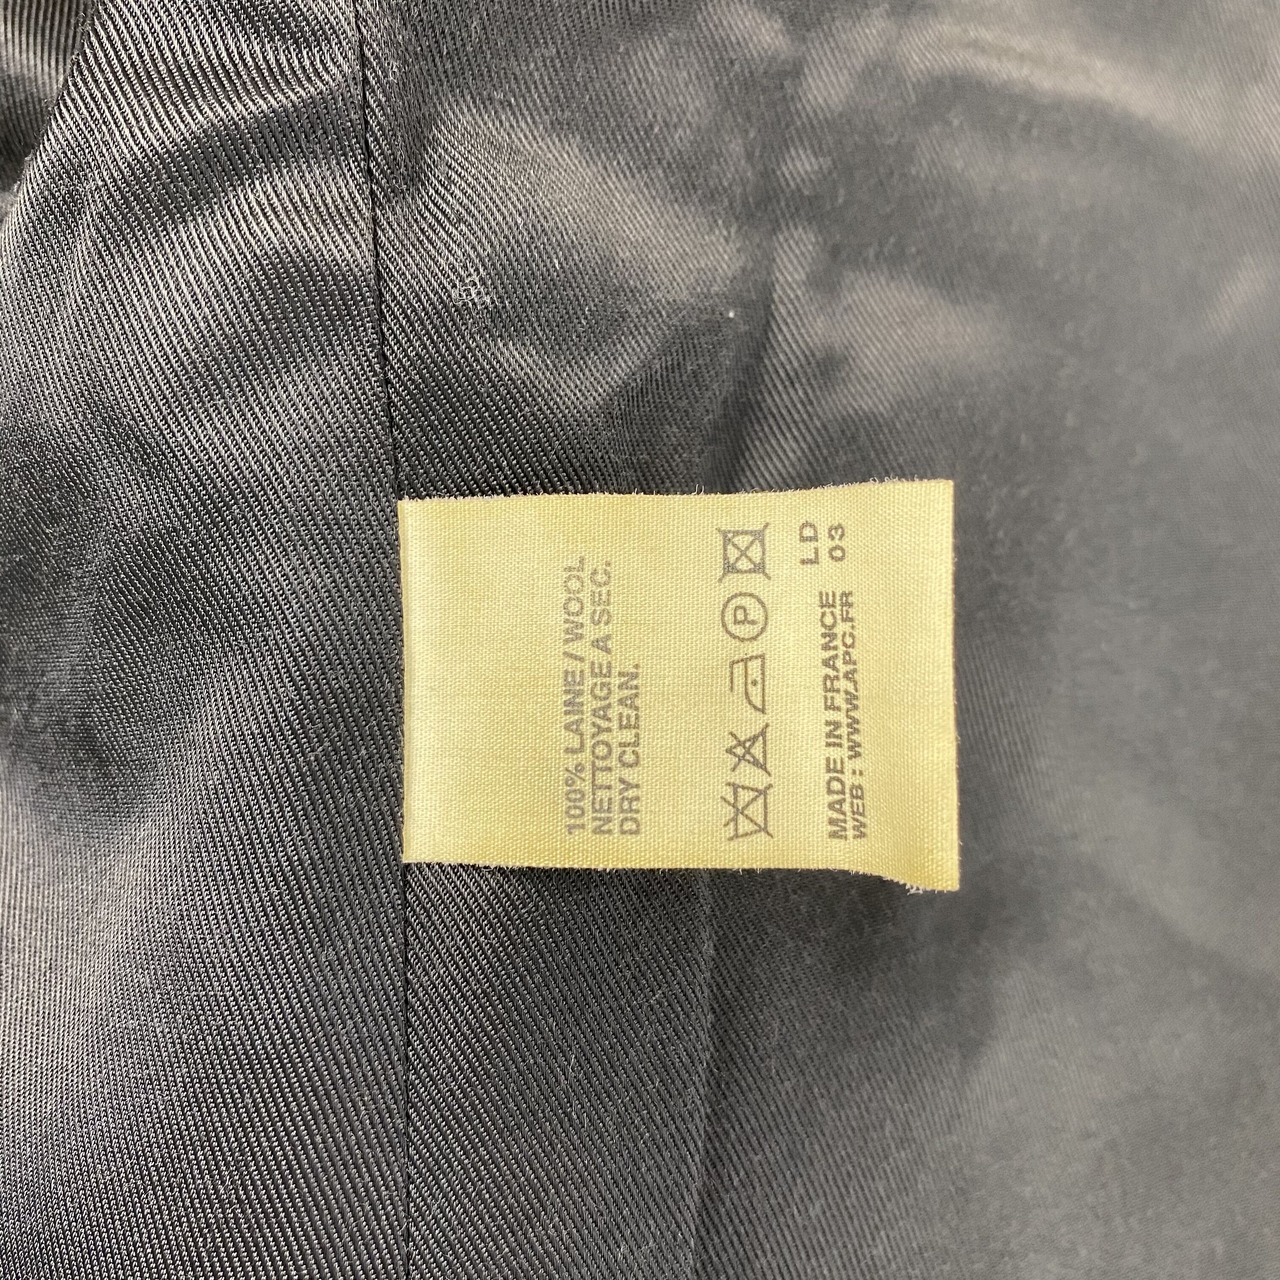 100% LAINE / WOOL
NETTOYAGE A SEC.
DRY CLEAN.
P
LD
MADE IN FRANCE 03
WEB : WWW.APC.FR